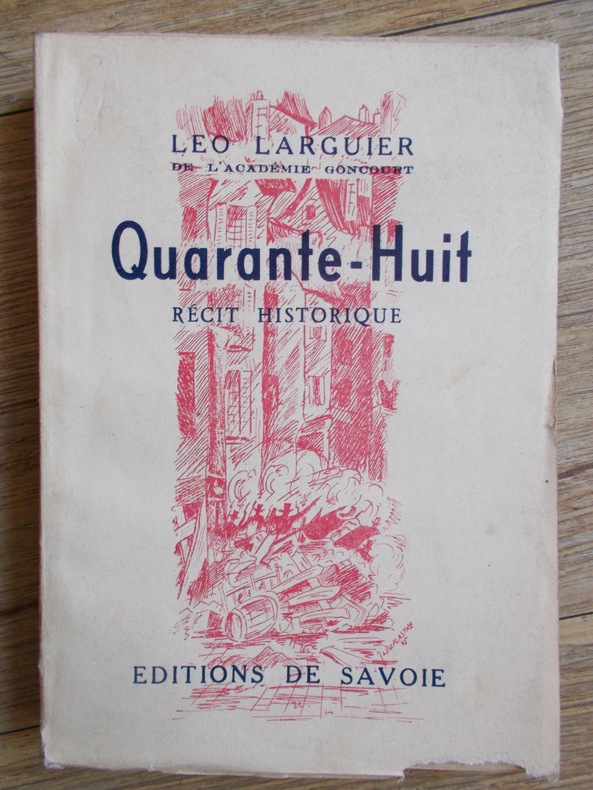 LEO LARGUIER
DE L'ACADÉMIE GONCOURT
Quarante-Huit
RÉCIT HISTORIQUE
EDITIONS DE SAVOIE